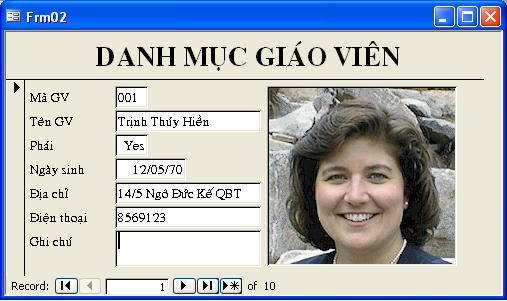 Frm02
DANH MỤC GIÁO VIÊN
Mã GV 001
Tên GV Trịnh Thúy Hiền
Phái Yes
Ngày sinh 12/05/70
Địa chỉ 14/5 Ngô Đức Kế QBT
Điện thoại 8569123
Ghi chú
Record: 1 of 10